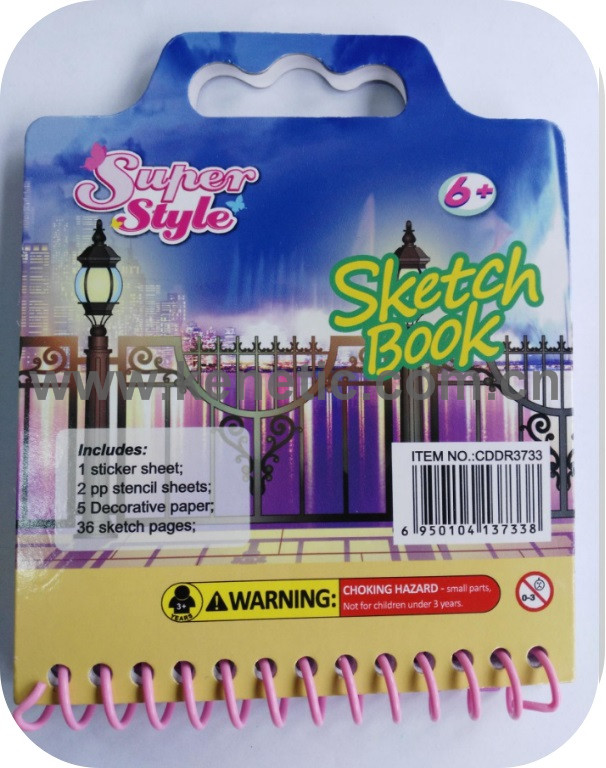 Super
Style
6+
Sketch
BOOK
Includes:
1 sticker sheet;
2 pp stencil sheets;
5 Decorative paper;
36 sketch pages;
ITEM NO.:CDDR3733
6 950104 137338
3+
YEARS
WARNING:
CHOKING HAZARD - small parts,
Not for children under 3 years.
0-3